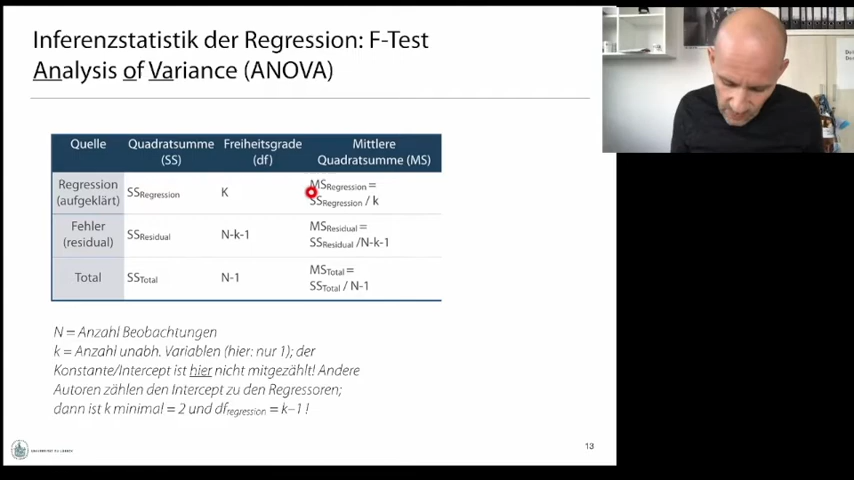 Inferenzstatistik der Regression: F-Test
Analysis of Variance (ANOVA)
Quelle
Quadratsumme
(SS)
Freiheitsgrade
(df)
Mittlere
Quadratsumme (MS)
Regression
(aufgeklärt)
SSRegression
K
MSRegression =
SSRegression / k
Fehler
(residual)
SSResidual
N-k-1
MSResidual =
SSResidual /N-k-1
Total
SSTotal
N-1
MSTotal =
SSTotal / N-1
N = Anzahl Beobachtungen
k = Anzahl unabh. Variablen (hier: nur 1); der
Konstante/Intercept ist hier nicht mitgezählt! Andere
Autoren zählen den Intercept zu den Regressoren;
dann ist k minimal = 2 und dfregression = k–1 !
13